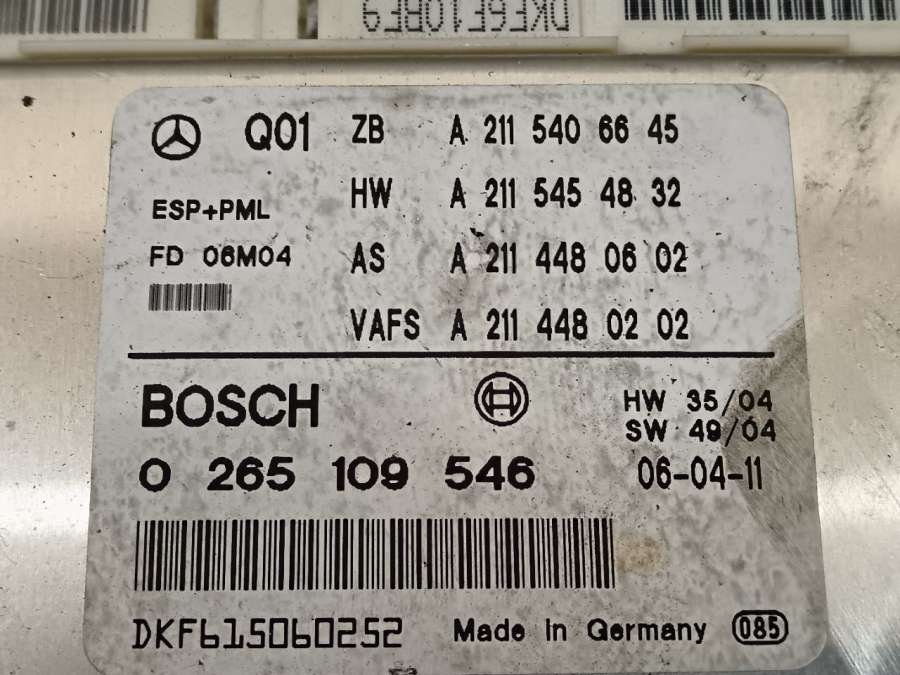 DKF6F10BF9
Q01 ZB A 211 540 66 45
HW A 211 545 48 32
ESP+PML
FD 06M04 AS A 211 448 06 02
VAFS A 211 448 02 02
BOSCH
HW 35/04
SW 49/04
0 265 109 546 06-04-11
DKF615060252 Made in Germany 085